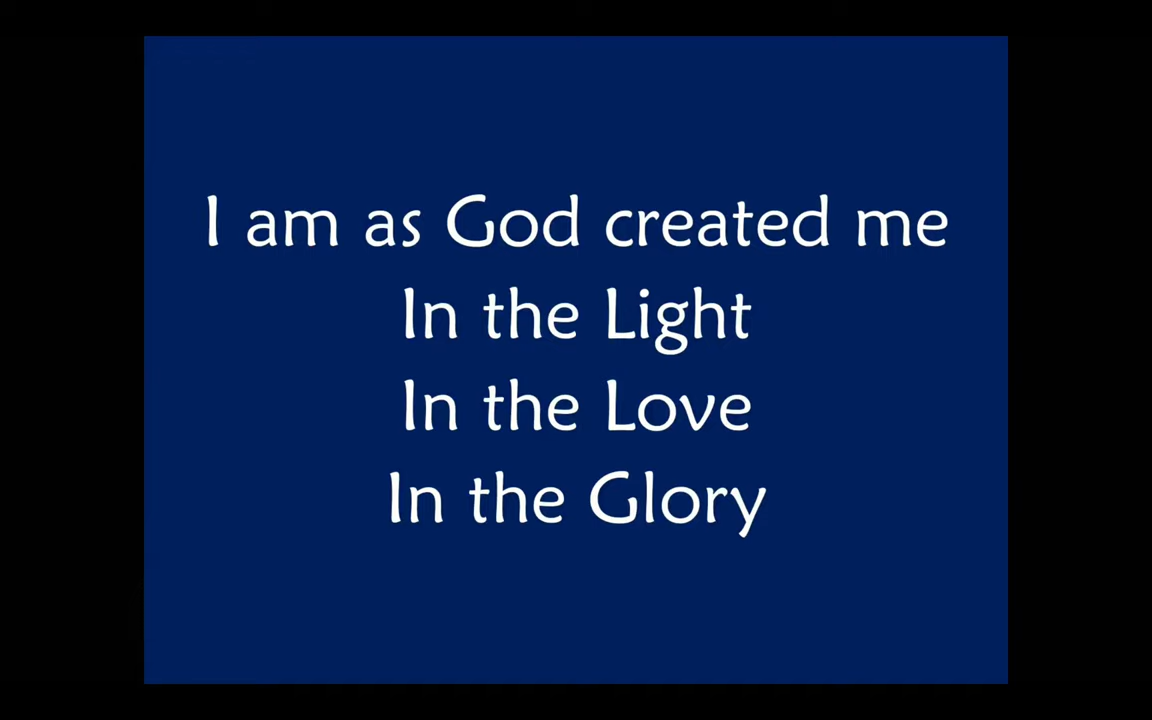 I am as God created me
In the Light
In the Love
In the Glory